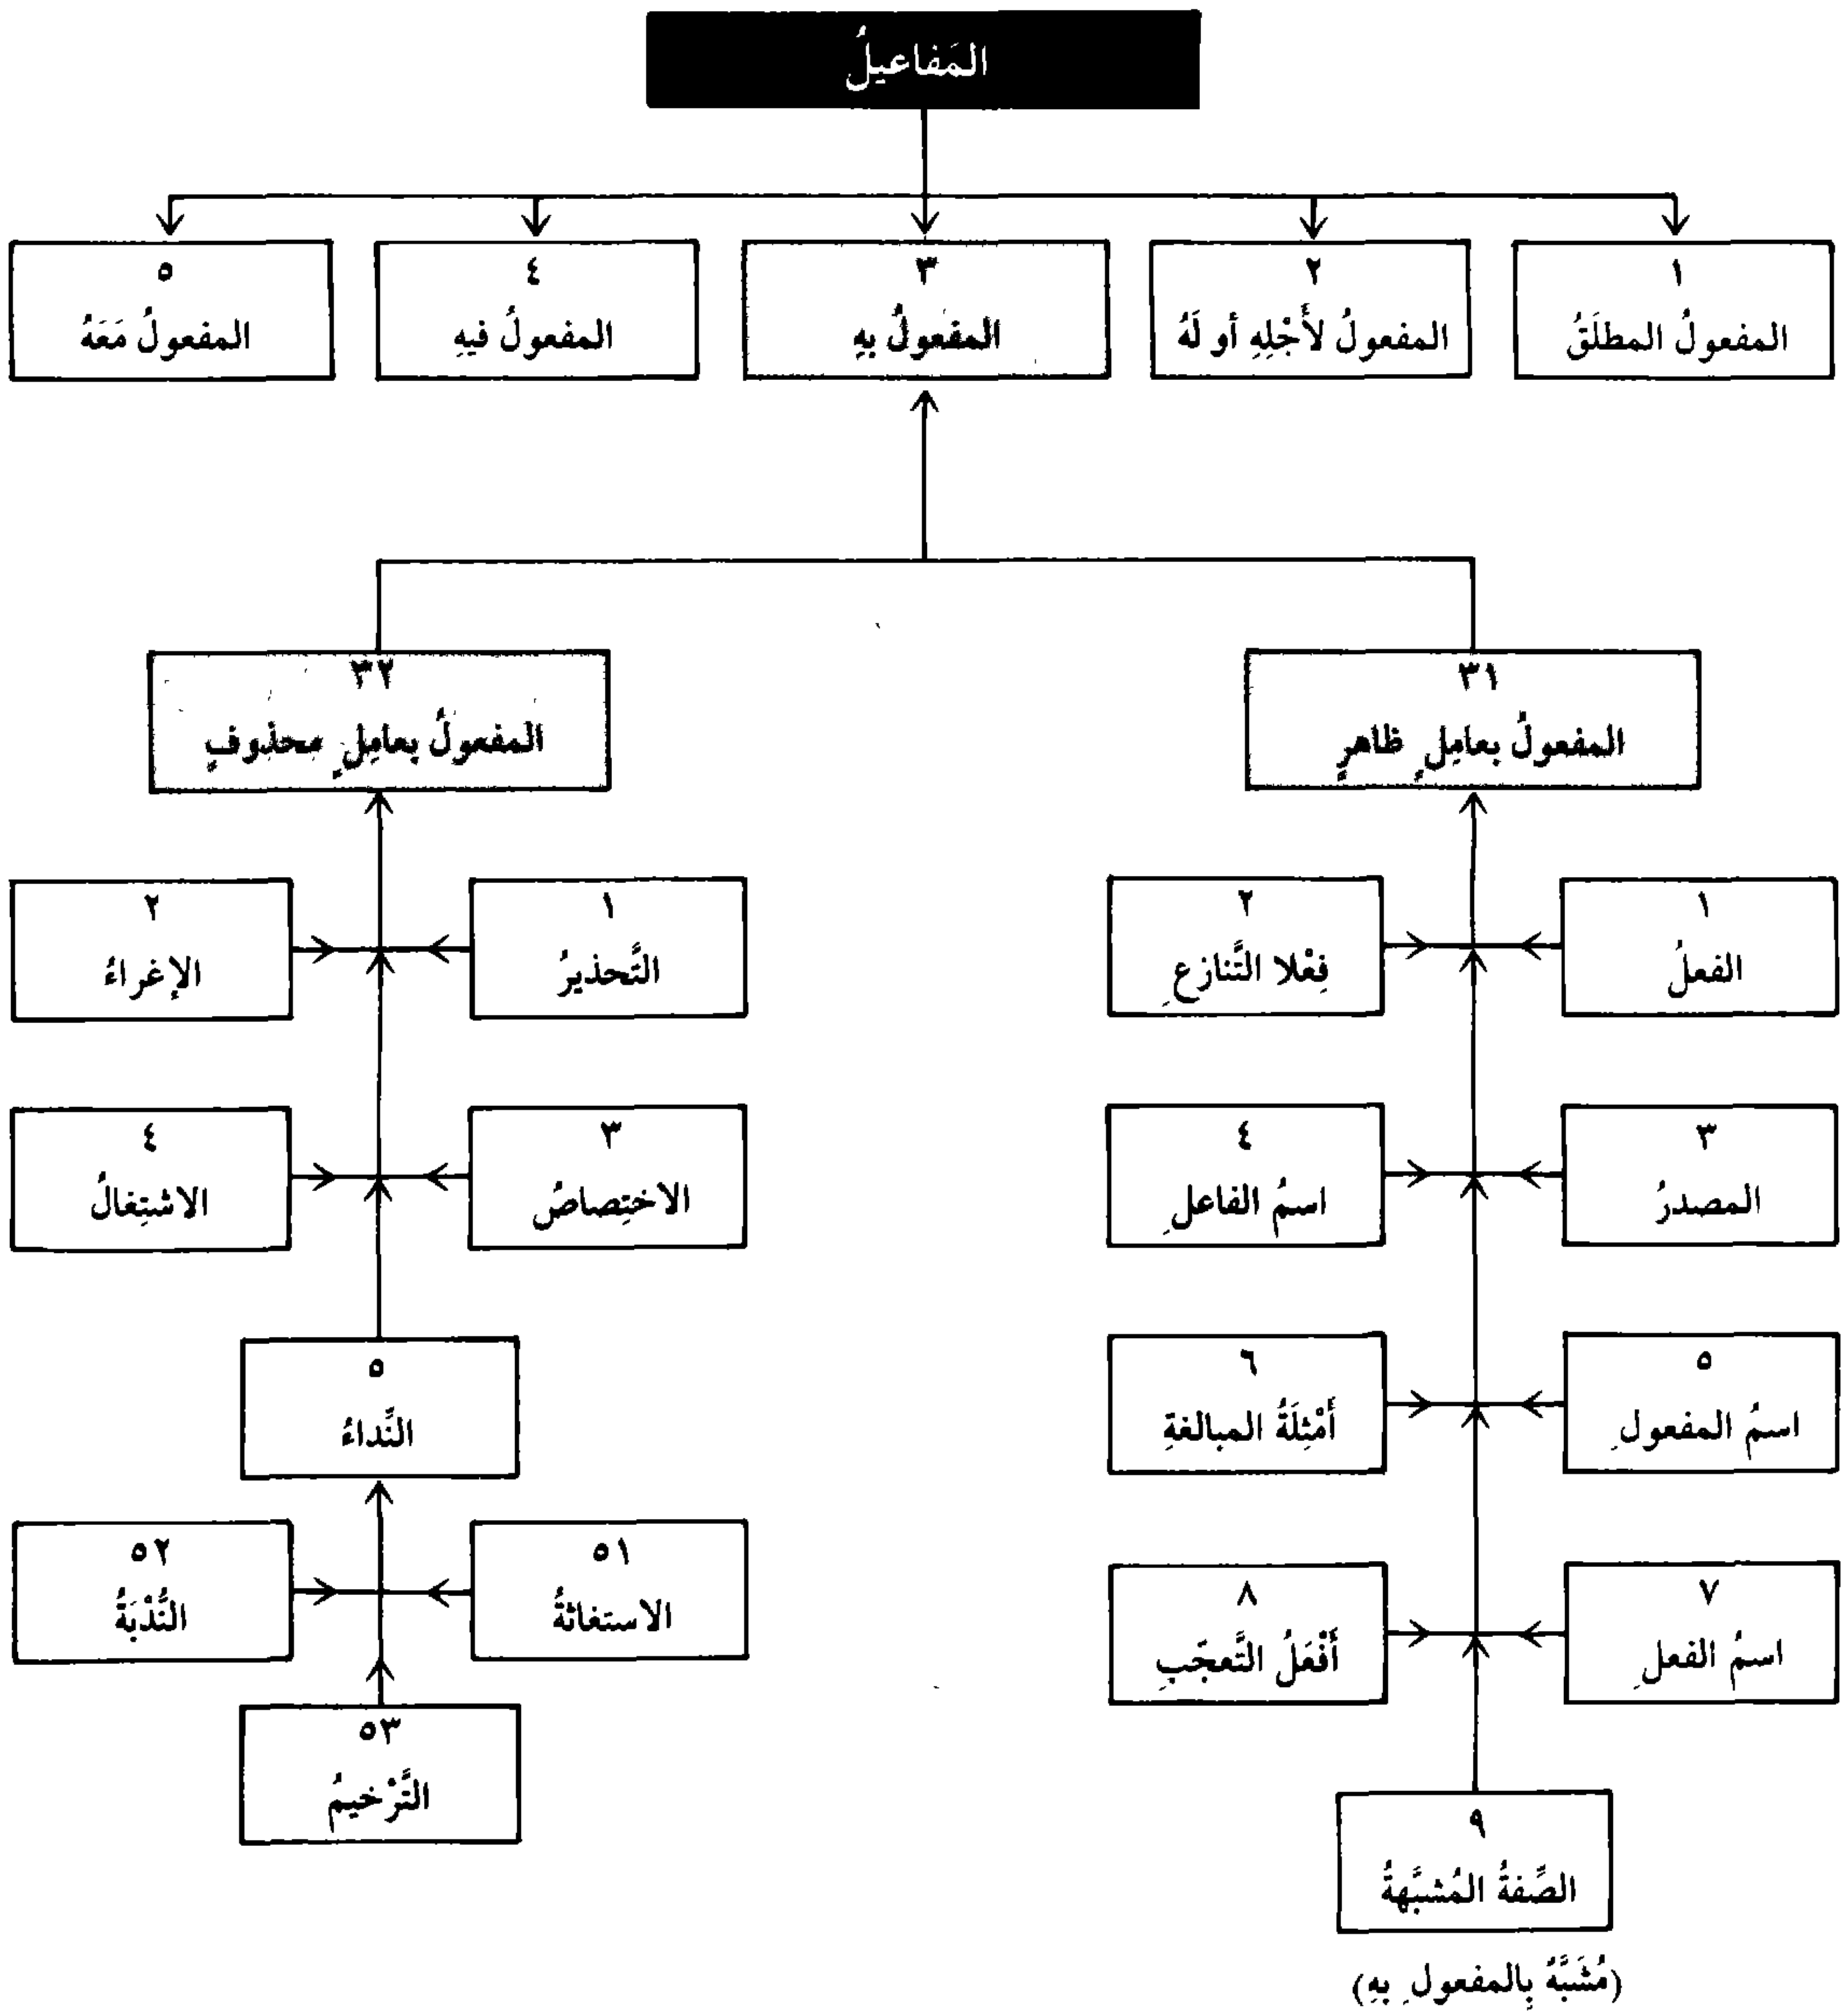 المَفاعيلُ
١
المفعولُ المطلَقُ
٢
المفعولُ لأَجْلِهِ أو لَهُ
٣
المفعولُ بِهِ
٤
المفعولُ فيهِ
٥
المفعولُ مَعَهُ
٣١
المفعولُ بعامِلٍ ظاهرٍ
١
الفعلُ
٢
فِعْلا التَّنازعِ
٣
المصدرُ
٤
اسمُ الفاعلِ
٥
اسمُ المفعولِ
٦
أَمْثِلَةُ المبالغةِ
٧
اسمُ الفعلِ
٨
أَفْعَلُ التَّعجّبِ
٩
الصِّفةُ المُشبَّهةُ
(مُشَبَّهٌ بِالمفعولِ بِهِ)
٣٢
المفعولُ بِعامِلٍ محذوفٍ
١
التَّحذيرُ
٢
الإغراءُ
٣
الاختِصاصُ
٤
الاشتِغالُ
٥
النِّداءُ
٥١
الاستغاثةُ
٥٢
النُّدْبَةُ
٥٣
التَّرْخيمُ